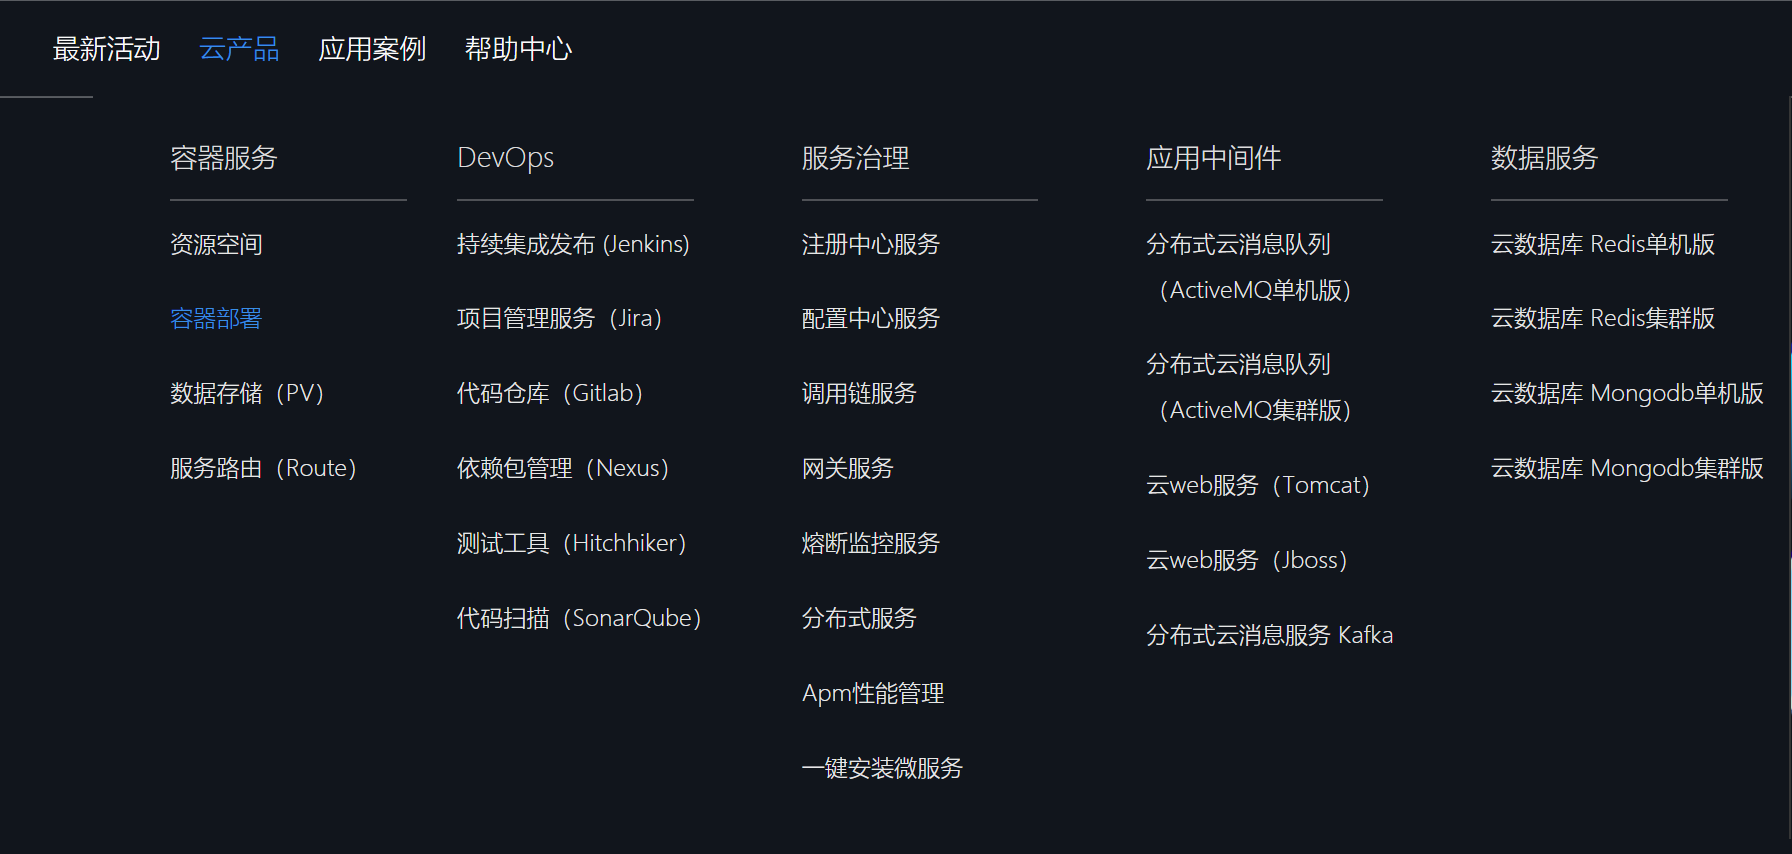 最新活动
云产品
应用案例
帮助中心
容器服务
资源空间
容器部署
数据存储（PV）
服务路由（Route）
DevOps
持续集成发布 (Jenkins)
项目管理服务（Jira）
代码仓库（Gitlab）
依赖包管理（Nexus）
测试工具（Hitchhiker）
代码扫描（SonarQube）
服务治理
注册中心服务
配置中心服务
调用链服务
网关服务
熔断监控服务
分布式服务
Apm性能管理
一键安装微服务
应用中间件
分布式云消息队列
（ActiveMQ单机版）
分布式云消息队列
（ActiveMQ集群版）
云web服务（Tomcat）
云web服务（Jboss）
分布式云消息服务 Kafka
数据服务
云数据库 Redis单机版
云数据库 Redis集群版
云数据库 Mongodb单机版
云数据库 Mongodb集群版